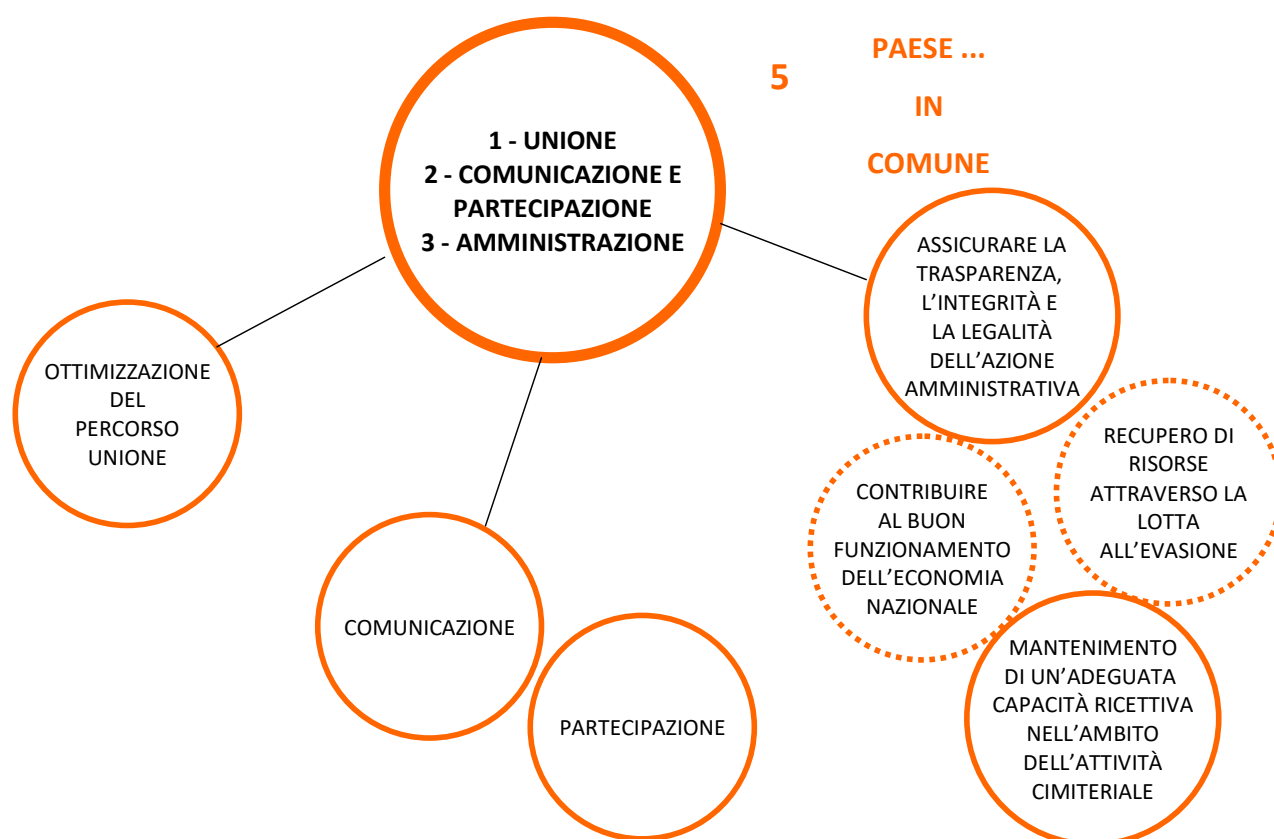 5
PAESE ...
IN
COMUNE
1 - UNIONE
2 - COMUNICAZIONE E
PARTECIPAZIONE
3 - AMMINISTRAZIONE
ASSICURARE LA
TRASPARENZA,
L’INTEGRITÀ E
LA LEGALITÀ
DELL’AZIONE
AMMINISTRATIVA
OTTIMIZZAZIONE
DEL
PERCORSO
UNIONE
RECUPERO DI
RISORSE
ATTRAVERSO LA
LOTTA
ALL’EVASIONE
CONTRIBUIRE
AL BUON
FUNZIONAMENTO
DELL’ECONOMIA
NAZIONALE
COMUNICAZIONE
PARTECIPAZIONE
MANTENIMENTO
DI UN’ADEGUATA
CAPACITÀ RICETTIVA
NELL’AMBITO
DELL’ATTIVITÀ
CIMITERIALE